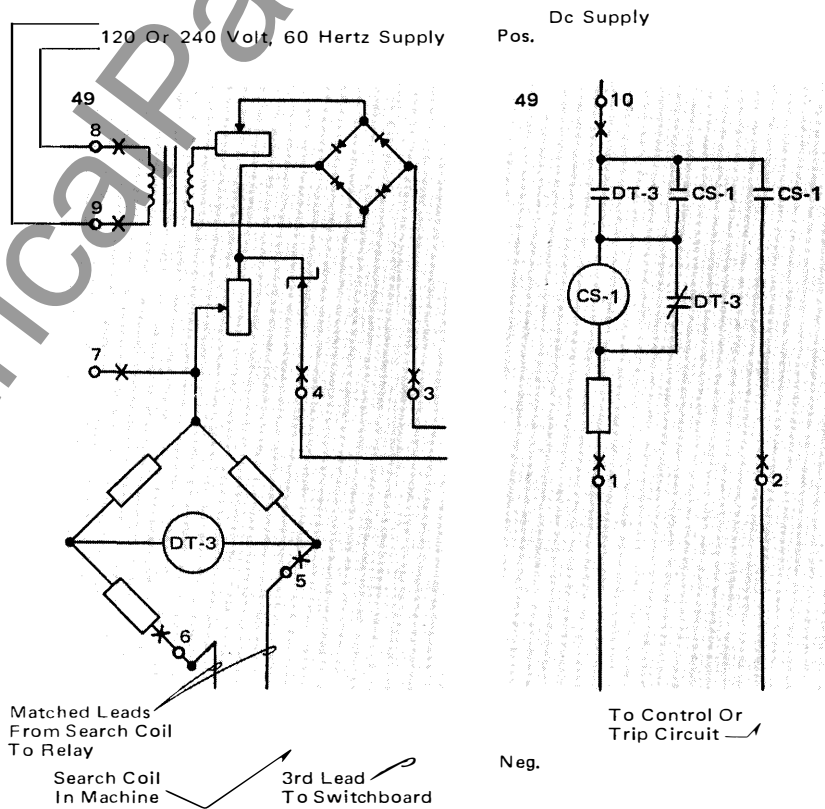 Dc Supply
120 Or 240 Volt, 60 Hertz Supply
Pos.
49
8
9
7
4
3
DT-3
5
6
Matched Leads
From Search Coil
To Relay
Search Coil
In Machine
3rd Lead
To Switchboard
49
10
DT-3
CS-1
CS-1
CS-1
DT-3
1
2
To Control Or
Trip Circuit
Neg.